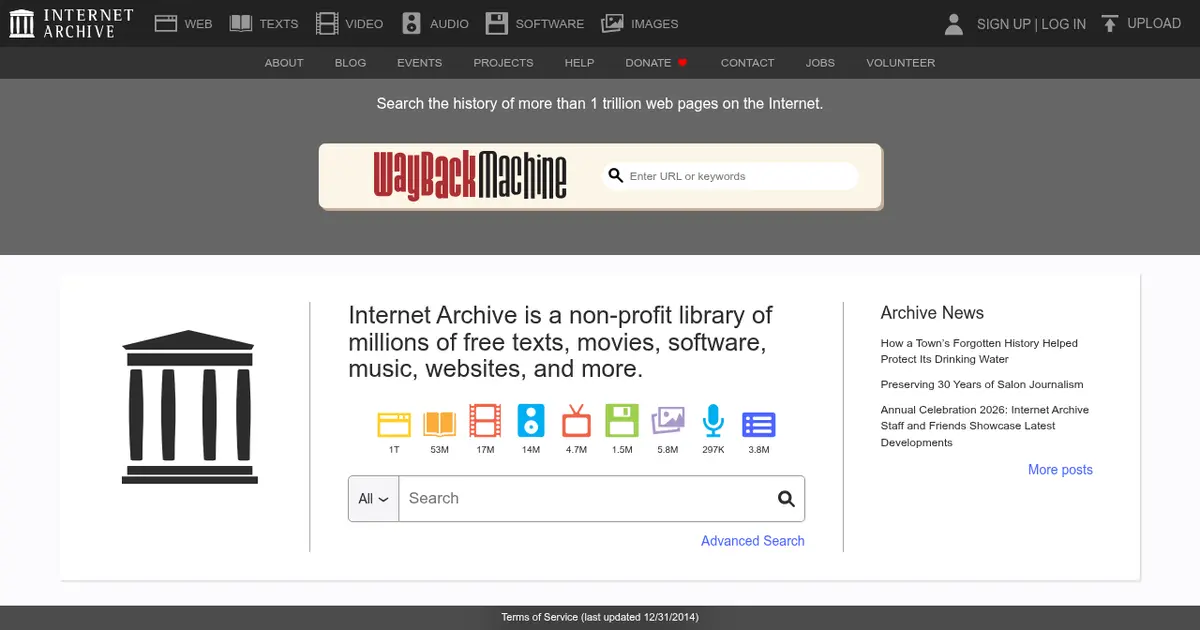 INTERNET
ARCHIVE
WEB TEXTS VIDEO AUDIO SOFTWARE IMAGES SIGN UP | LOG IN UPLOAD
ABOUT BLOG EVENTS PROJECTS HELP DONATE CONTACT JOBS VOLUNTEER
Search the history of more than 1 trillion web pages on the Internet.
WayBackMachine Enter URL or keywords
Internet Archive is a non-profit library of
millions of free texts, movies, software,
music, websites, and more.
1T 53M 17M 14M 4.7M 1.5M 5.8M 297K 3.8M
All Search
Advanced Search
Archive News
How a Town's Forgotten History Helped
Protect Its Drinking Water
Preserving 30 Years of Salon Journalism
Annual Celebration 2026: Internet Archive
Staff and Friends Showcase Latest
Developments
More posts
Terms of Service (last updated 12/31/2014)